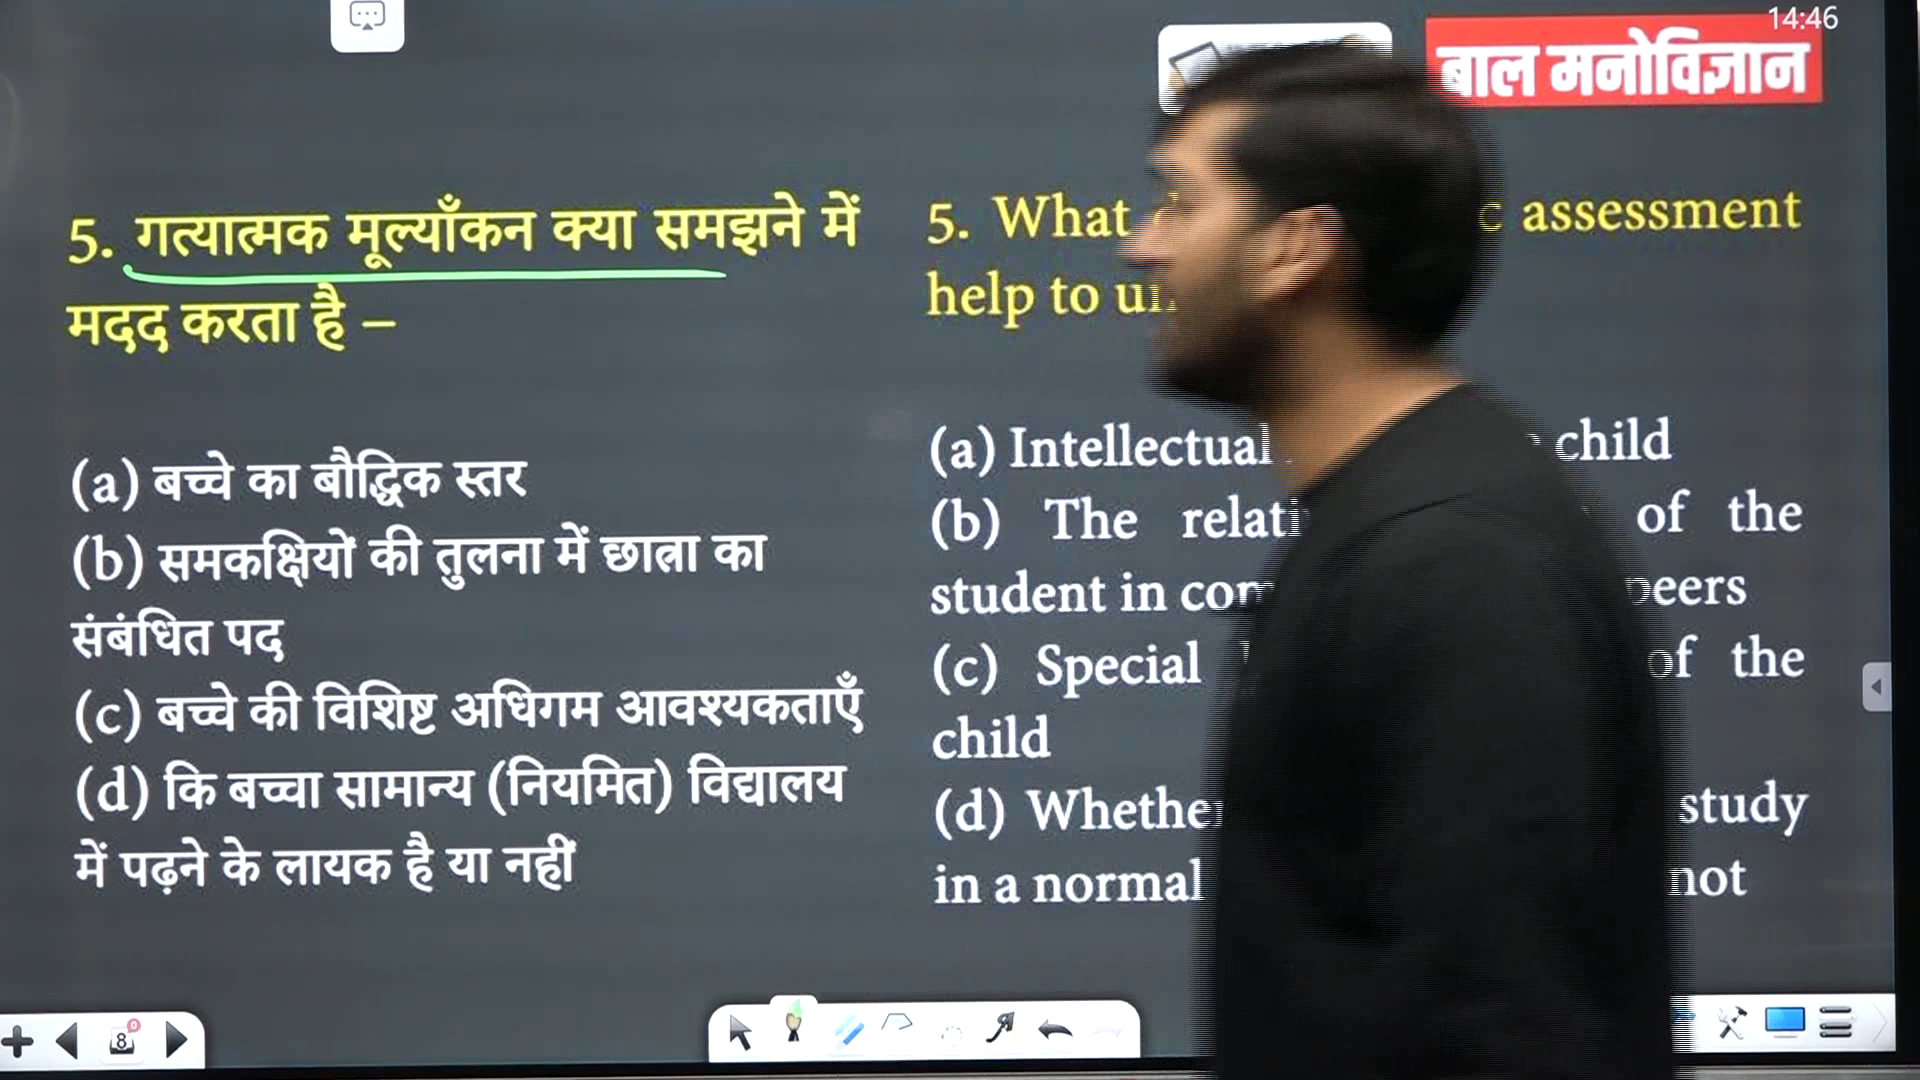 14:46
बाल मनोविज्ञान
5. गत्यात्मक मूल्याँकन क्या समझने में
मदद करता है –
(a) बच्चे का बौद्धिक स्तर
(b) समकक्षियों की तुलना में छात्रा का
संबंधित पद
(c) बच्चे की विशिष्ट अधिगम आवश्यकताएँ
(d) कि बच्चा सामान्य (नियमित) विद्यालय
में पढ़ने के लायक है या नहीं
5. What assessment
help to
(a) Intellectual child
(b) The of the
student in peers
(c) Special of the
child
(d) study
in a normal not
8
0